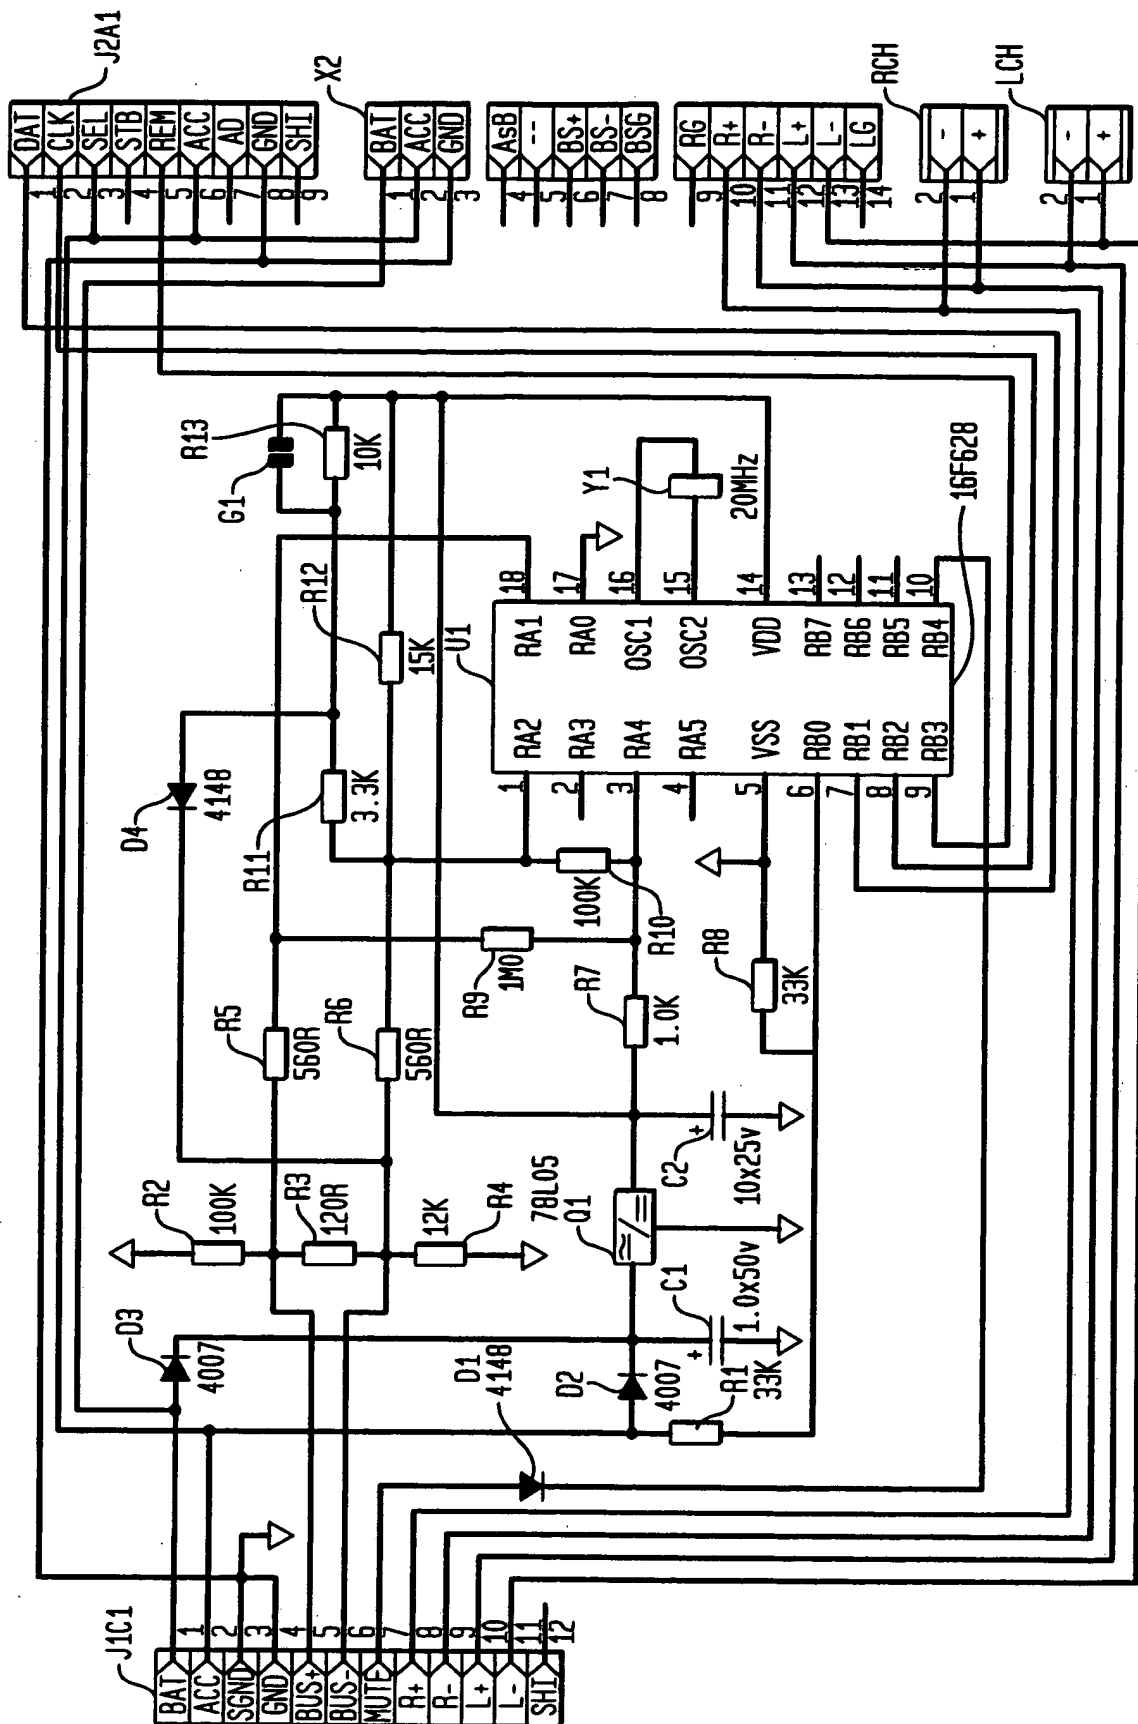 J1C1
BAT
ACC
SGND
GND
BUS+
BUS-
MUTE
R+
R-
L+
L-
SHI
1
2
3
4
5
6
7
8
9
10
11
12
J2A1
DAT
CLK
SEL
STB
REM
ACC
AD
GND
SHI
1
2
3
4
5
6
7
8
9
X2
BAT
ACC
GND
1
2
3
AsB
--
BS+
BS-
BSG
4
5
6
7
8
RG
R+
R-
L+
L-
LG
9
10
11
12
13
14
RCH
-
+
2
1
LCH
-
+
2
1
D3
4007
R2
100K
R3
120R
12K
R4
R5
560R
R6
560R
D4
4148
R11
3.3K
R12
15K
G1
R13
10K
D1
4148
D2
4007
R1
33K
C1
+
1.0x50v
78L05
Q1
C2
+
10x25v
R7
1.0K
R9
1M0
100K
R10
R8
33K
U1
RA2
RA3
RA4
RA5
VSS
RB0
RB1
RB2
RB3
1
2
3
4
5
6
7
8
9
RA1
RA0
OSC1
OSC2
VDD
RB7
RB6
RB5
RB4
18
17
16
15
14
13
12
11
10
Y1
20MHz
16F628